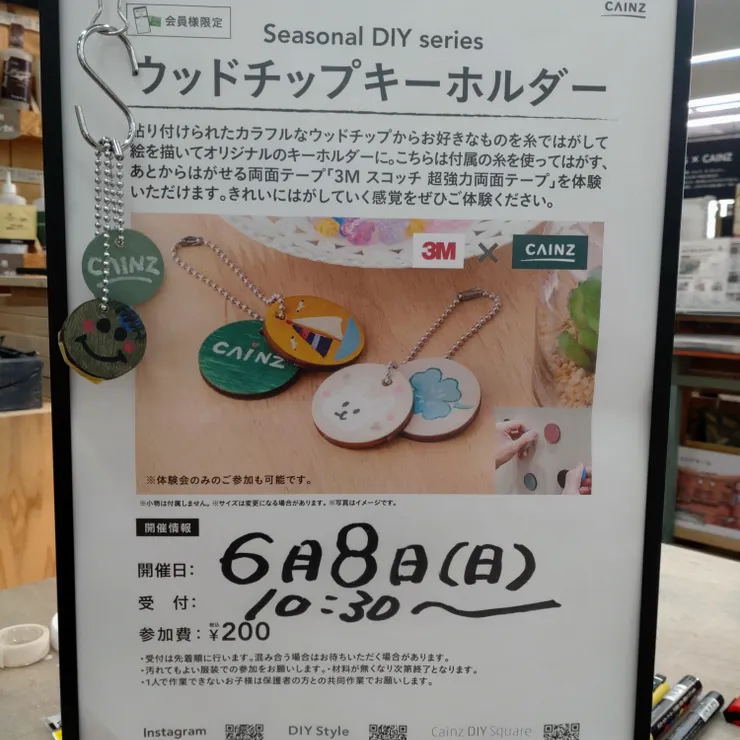 会員様限定
CAINZ
Seasonal DIY series
ウッドチップキーホルダー
貼り付けられたカラフルなウッドチップからお好きなものを糸ではがして
絵を描いてオリジナルのキーホルダーに。こちらは付属の糸を使ってはがす、
あとからはがせる両面テープ「3M スコッチ 超強力両面テープ」を体験
いただけます。きれいにはがしていく感覚をぜひご体験ください。
3M × CAINZ
CAINZ
CAINZ
× CAINZ
※体験会のみのご参加も可能です。
※小物は付属しません。※サイズは変更になる場合があります。※写真はイメージです。
開催情報
開催日: 6月8日(日)
受 付: 10:30〜
参加費: 税込 ¥200
・受付は先着順に行います。混み合う場合はお待ちいただく場合があります。
・汚れてもよい服装での参加をお願いします。・材料が無くなり次第終了となります。
・1人で作業できないお子様は保護者の方との共同作業でお願いします。
Instagram
DIY Style
Cainz DIY Square